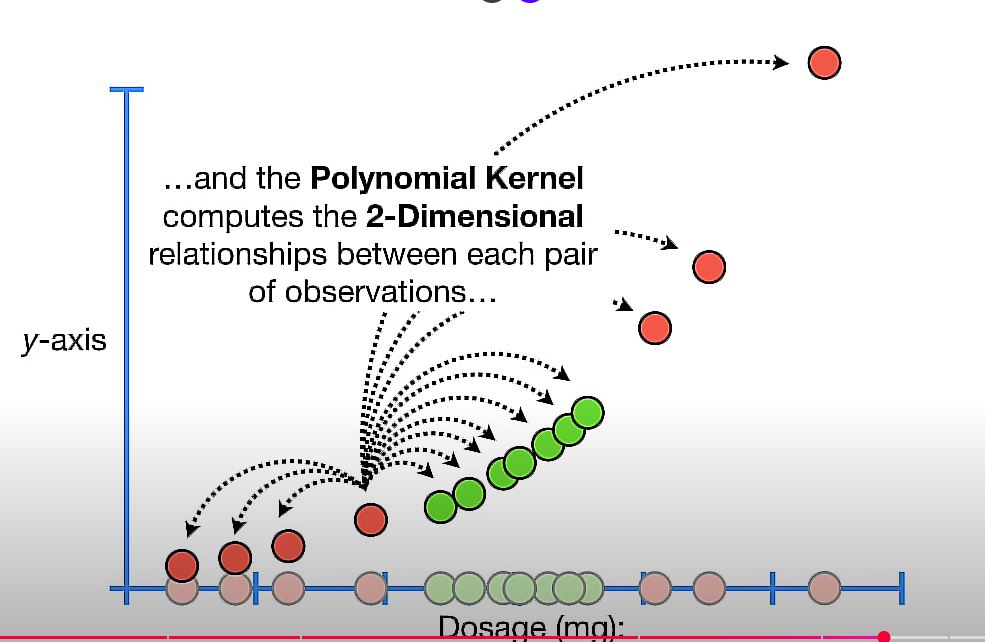 ...and the Polynomial Kernel
computes the 2-Dimensional
relationships between each pair
of observations...
y-axis
Dosage (mg):